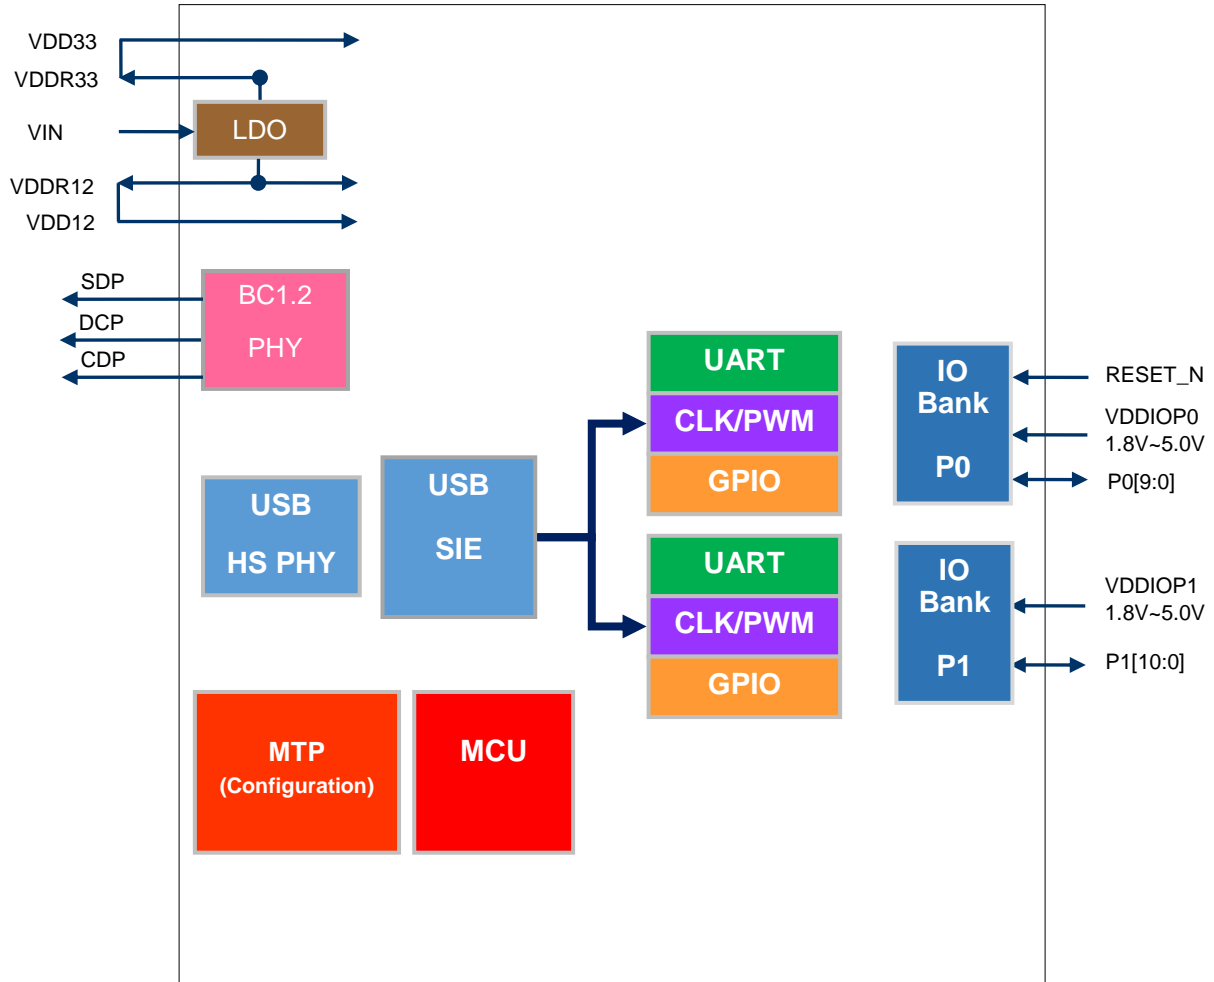 VDD33
VDDR33
VIN
LDO
VDDR12
VDD12
SDP
DCP
CDP
BC1.2
PHY
USB
HS PHY
USB
SIE
UART
CLK/PWM
GPIO
UART
CLK/PWM
GPIO
IO
Bank
P0
RESET_N
VDDIOP0
1.8V~5.0V
P0[9:0]
IO
Bank
P1
VDDIOP1
1.8V~5.0V
P1[10:0]
MTP
(Configuration)
MCU